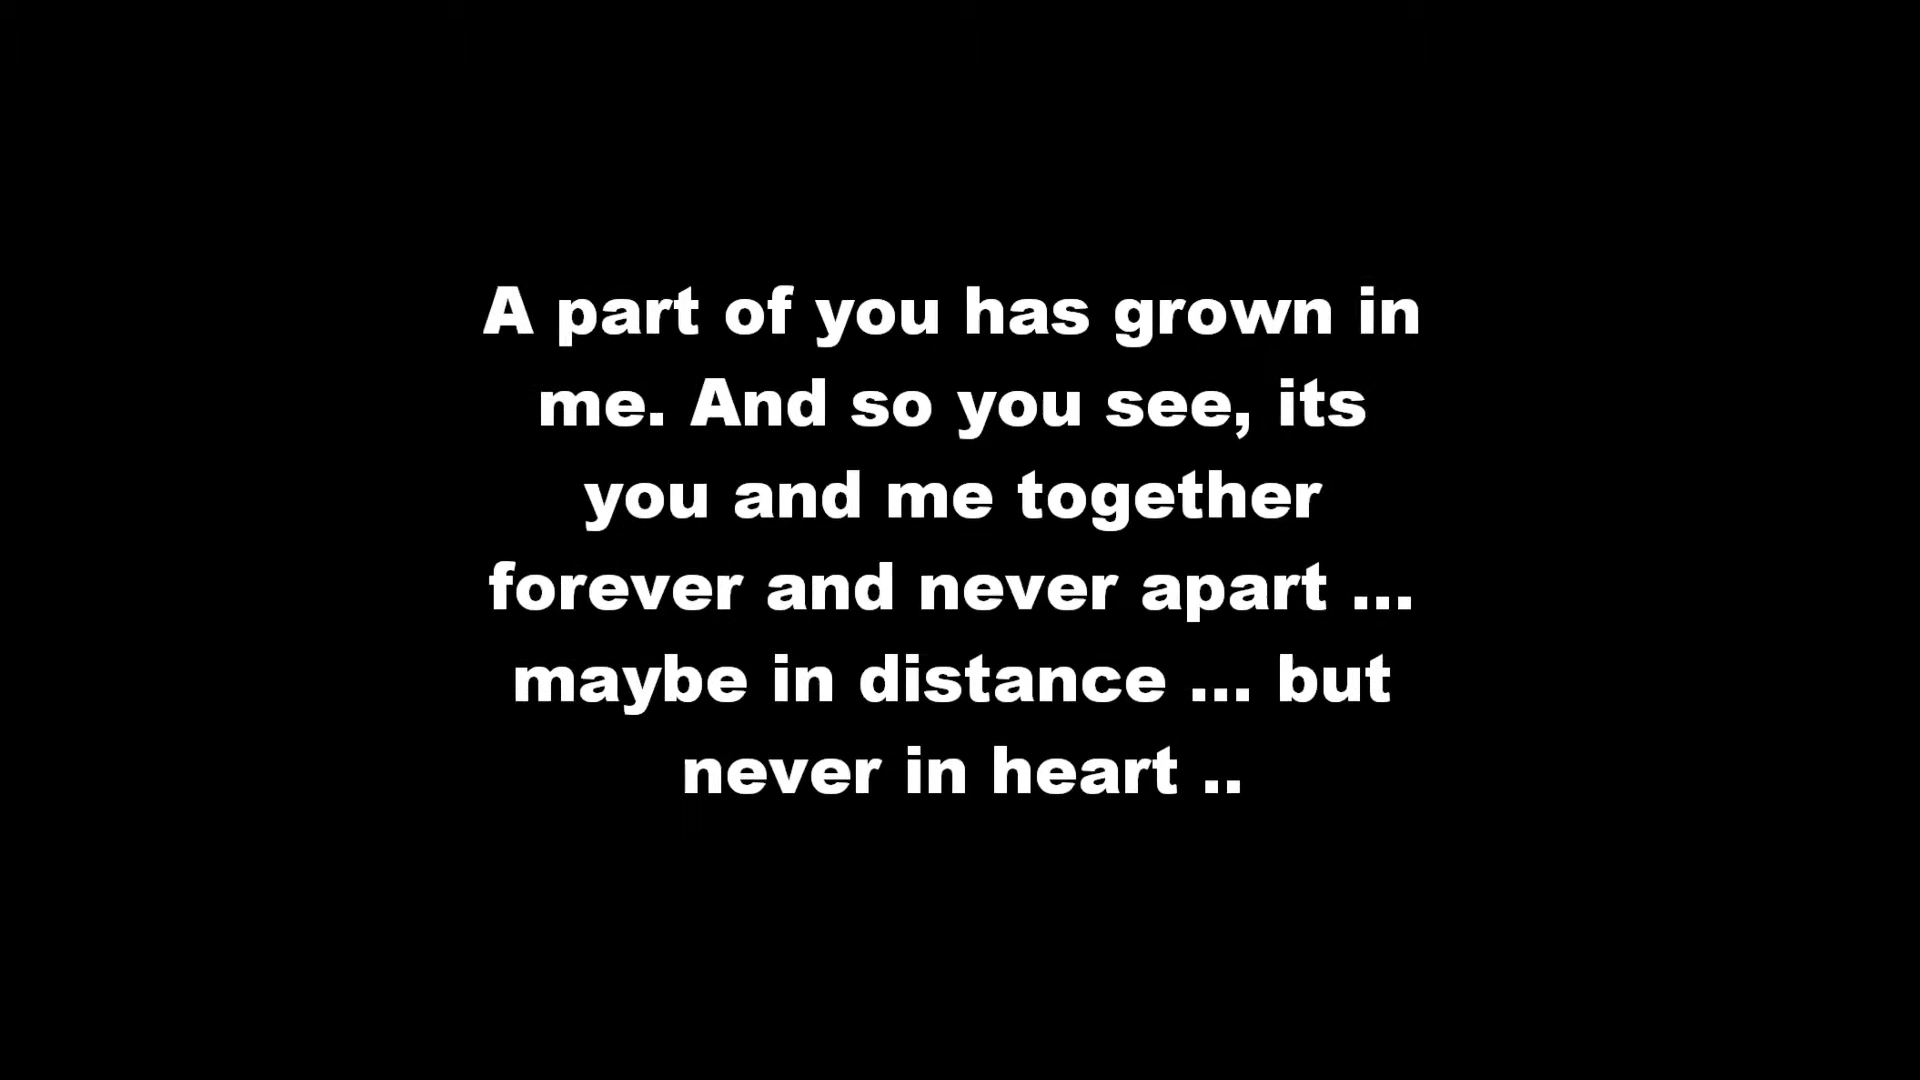 A part of you has grown in
me. And so you see, its
you and me together
forever and never apart ...
maybe in distance ... but
never in heart ..